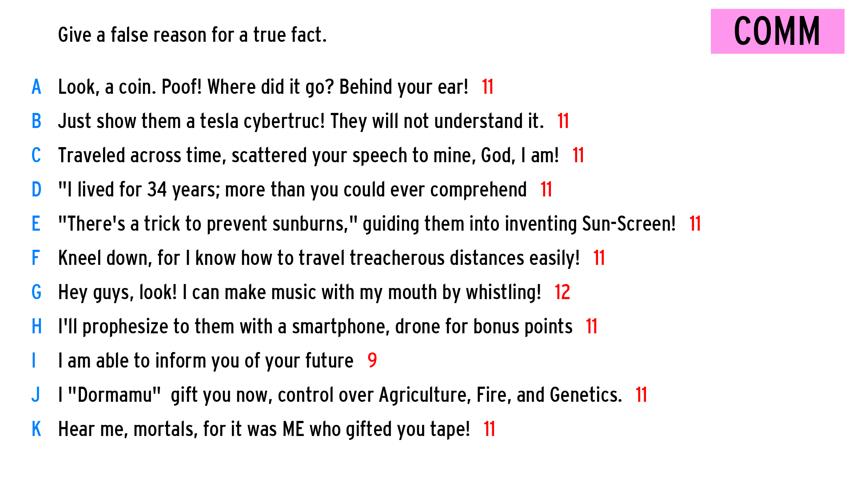 Give a false reason for a true fact.
COMM
A Look, a coin. Poof! Where did it go? Behind your ear! 11
B Just show them a tesla cybertruc! They will not understand it. 11
C Traveled across time, scattered your speech to mine, God, I am! 11
D "I lived for 34 years; more than you could ever comprehend 11
E "There's a trick to prevent sunburns," guiding them into inventing Sun-Screen! 11
F Kneel down, for I know how to travel treacherous distances easily! 11
G Hey guys, look! I can make music with my mouth by whistling! 12
H I'll prophesize to them with a smartphone, drone for bonus points 11
I I am able to inform you of your future 9
J I "Dormamu" gift you now, control over Agriculture, Fire, and Genetics. 11
K Hear me, mortals, for it was ME who gifted you tape! 11